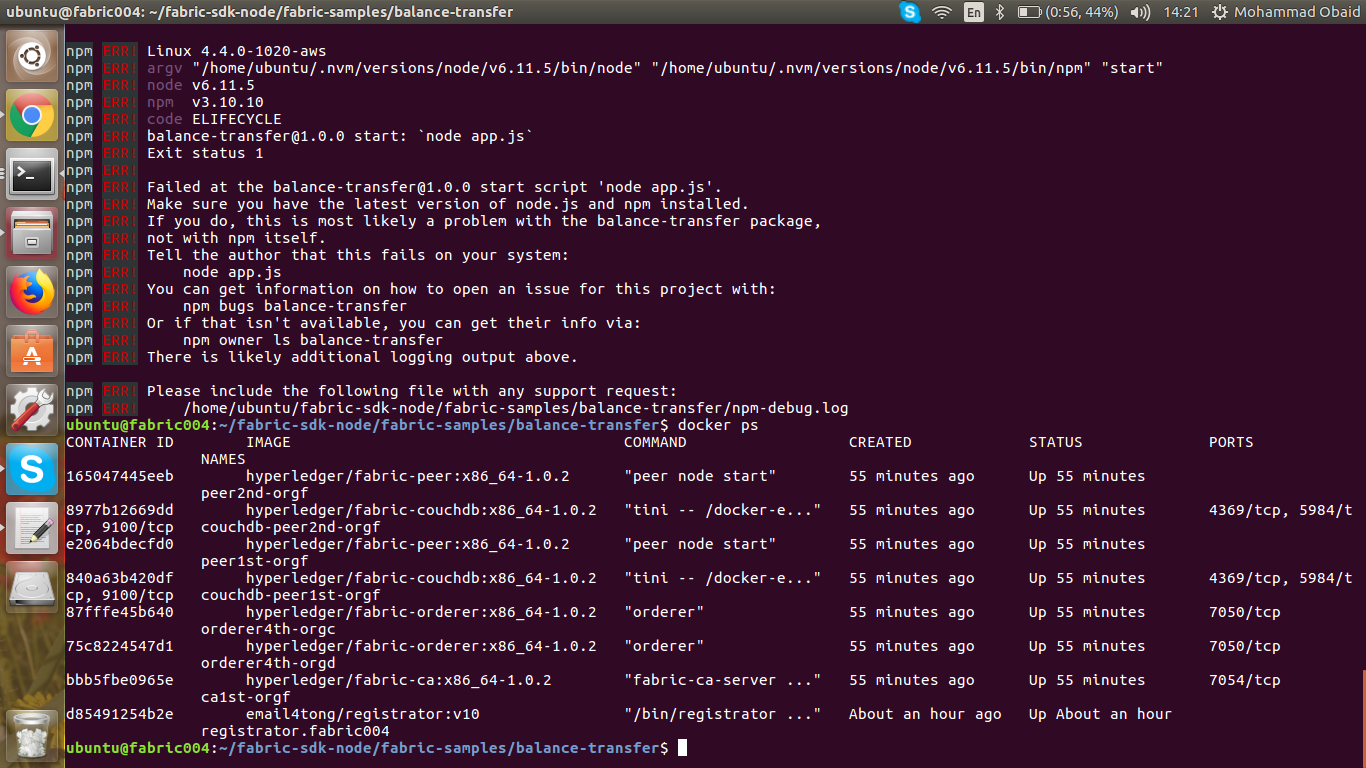 ubuntu@fabric004: ~/fabric-sdk-node/fabric-samples/balance-transfer En (0:56, 44%) 14:21 Mohammad Obaid
npm ERR! Linux 4.4.0-1020-aws
npm ERR! argv "/home/ubuntu/.nvm/versions/node/v6.11.5/bin/node" "/home/ubuntu/.nvm/versions/node/v6.11.5/bin/npm" "start"
npm ERR! node v6.11.5
npm ERR! npm  v3.10.10
npm ERR! code ELIFECYCLE
npm ERR! balance-transfer@1.0.0 start: `node app.js`
npm ERR! Exit status 1
npm ERR!
npm ERR! Failed at the balance-transfer@1.0.0 start script 'node app.js'.
npm ERR! Make sure you have the latest version of node.js and npm installed.
npm ERR! If you do, this is most likely a problem with the balance-transfer package,
npm ERR! not with npm itself.
npm ERR! Tell the author that this fails on your system:
npm ERR!     node app.js
npm ERR! You can get information on how to open an issue for this project with:
npm ERR!     npm bugs balance-transfer
npm ERR! Or if that isn't available, you can get their info via:
npm ERR!     npm owner ls balance-transfer
npm ERR! There is likely additional logging output above.
npm ERR! Please include the following file with any support request:
npm ERR!     /home/ubuntu/fabric-sdk-node/fabric-samples/balance-transfer/npm-debug.log
ubuntu@fabric004:~/fabric-sdk-node/fabric-samples/balance-transfer$ docker ps
CONTAINER ID        IMAGE                                     COMMAND                  CREATED             STATUS              PORTS
               NAMES
165047445eeb        hyperledger/fabric-peer:x86_64-1.0.2      "peer node start"        55 minutes ago      Up 55 minutes
               peer2nd-orgf
8977b12669dd        hyperledger/fabric-couchdb:x86_64-1.0.2   "tini -- /docker-e..."   55 minutes ago      Up 55 minutes       4369/tcp, 5984/t
cp, 9100/tcp   couchdb-peer2nd-orgf
e2064bdecfd0        hyperledger/fabric-peer:x86_64-1.0.2      "peer node start"        55 minutes ago      Up 55 minutes
               peer1st-orgf
840a63b420df        hyperledger/fabric-couchdb:x86_64-1.0.2   "tini -- /docker-e..."   55 minutes ago      Up 55 minutes       4369/tcp, 5984/t
cp, 9100/tcp   couchdb-peer1st-orgf
87fffe45b640        hyperledger/fabric-orderer:x86_64-1.0.2   "orderer"                55 minutes ago      Up 55 minutes       7050/tcp
               orderer4th-orgc
75c8224547d1        hyperledger/fabric-orderer:x86_64-1.0.2   "orderer"                55 minutes ago      Up 55 minutes       7050/tcp
               orderer4th-orgd
bbb5fbe0965e        hyperledger/fabric-ca:x86_64-1.0.2        "fabric-ca-server ..."   55 minutes ago      Up 55 minutes       7054/tcp
               ca1st-orgf
d85491254b2e        email4tong/registrator:v10                "/bin/registrator ..."   About an hour ago   Up About an hour
               registrator.fabric004
ubuntu@fabric004:~/fabric-sdk-node/fabric-samples/balance-transfer$